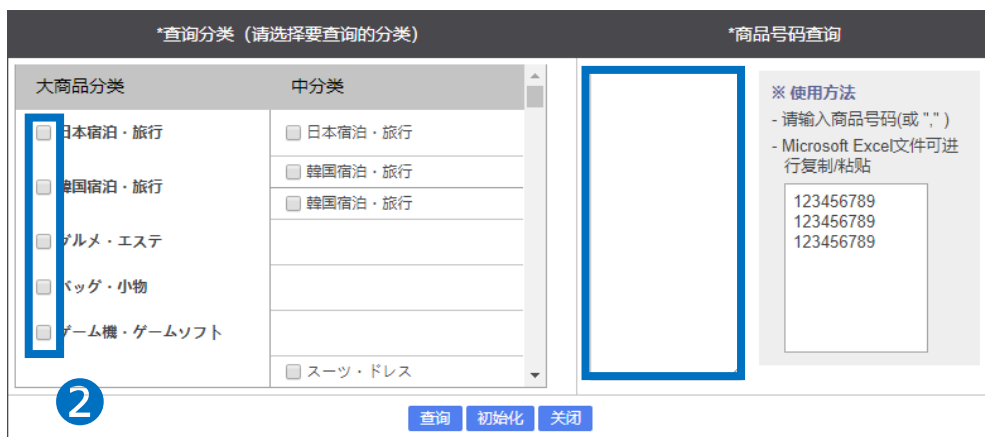 *查询分类（请选择要查询的分类）
*商品号码查询
大商品分类
中分类
日本宿泊・旅行
日本宿泊・旅行
韓国宿泊・旅行
韓国宿泊・旅行
韓国宿泊・旅行
グルメ・エステ
バッグ・小物
ゲーム機・ゲームソフト
スーツ・ドレス
※ 使用方法
- 请输入商品号码(或 "," )
- Microsoft Excel文件可进
行复制/粘贴
123456789
123456789
123456789
2
查询
初始化
关闭